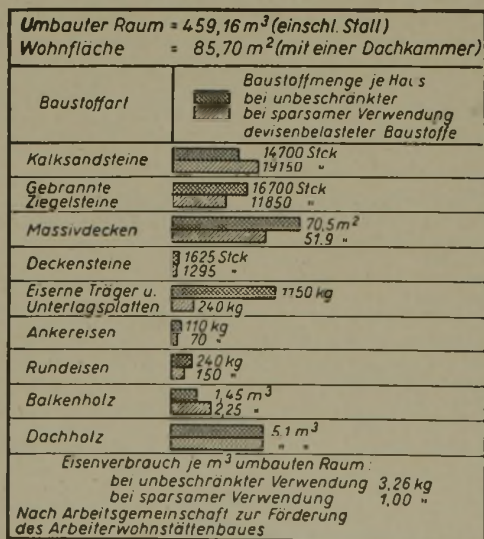 Umbauter Raum = 459,16 m³ (einschl. Stall)
Wohnfläche = 85,70 m² (mit einer Dachkammer)
Baustoffart
Baustoffmenge je Haus
bei unbeschränkter
bei sparsamer Verwendung
devisenbelasteter Baustoffe
Kalksandsteine 14700 Stck
19150 "
Gebrannte Ziegelsteine 16700 Stck
11850 "
Massivdecken 70,5 m²
51.9 "
Deckensteine 1625 Stck
1295 "
Eiserne Träger u. Unterlagsplatten 1150 kg
240 kg
Ankereisen 110 kg
70 "
Rundeisen 240 kg
150 "
Balkenholz 1,45 m³
2,25 "
Dachholz 5,1 m³
" "
Eisenverbrauch je m³ umbauten Raum:
bei unbeschränkter Verwendung 3,26 kg
bei sparsamer Verwendung 1,00 "
Nach Arbeitsgemeinschaft zur Förderung
des Arbeiterwohnstättenbaues